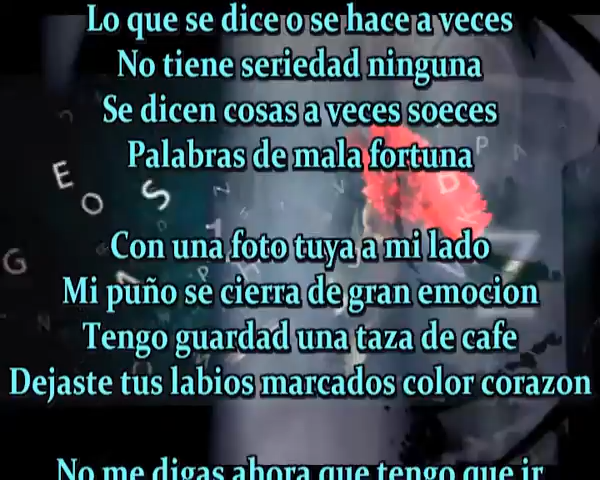 Lo que se dice o se hace a veces
No tiene seriedad ninguna
Se dicen cosas a veces soeces
Palabras de mala fortuna
Con una foto tuya a mi lado
Mi puño se cierra de gran emocion
Tengo guardad una taza de cafe
Dejaste tus labios marcados color corazon
No me digas ahora que tengo que ir